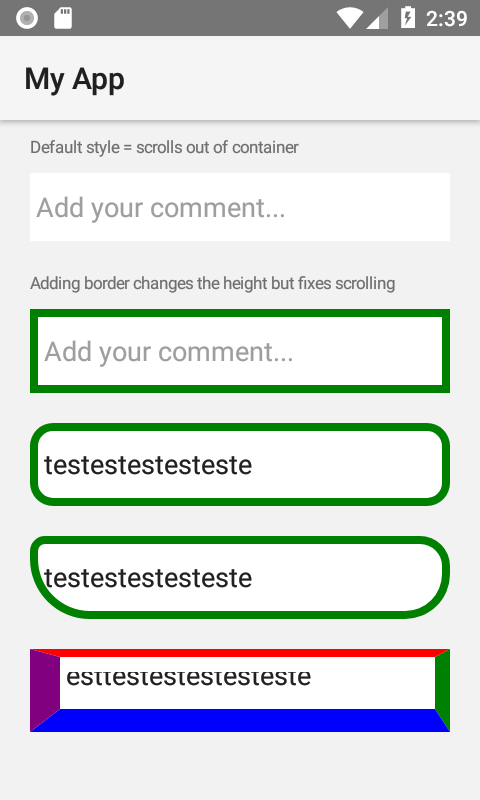 2:39
My App
Default style = scrolls out of container
Add your comment...
Adding border changes the height but fixes scrolling
Add your comment...
testestestesteste
testestestesteste
esttestestestesteste